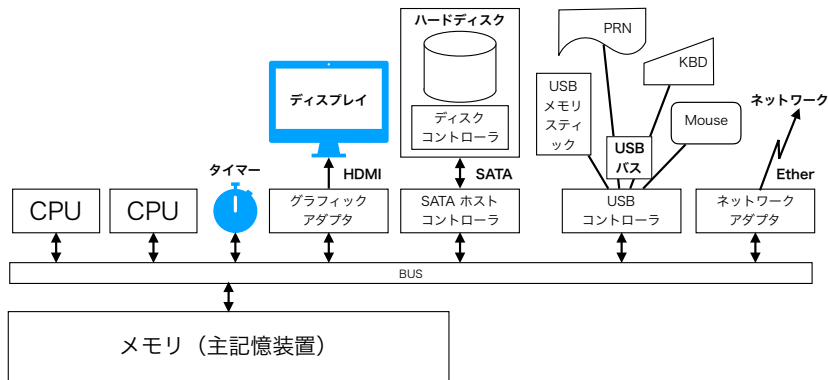 ハードディスク
PRN
KBD
ディスプレイ
USB
メモリ
スティ
ック
ネットワーク
ディスク
コントローラ
Mouse
USB
バス
タイマー
HDMI
SATA
Ether
CPU
CPU
グラフィック
アダプタ
SATA ホスト
コントローラ
USB
コントローラ
ネットワーク
アダプタ
BUS
メモリ（主記憶装置）